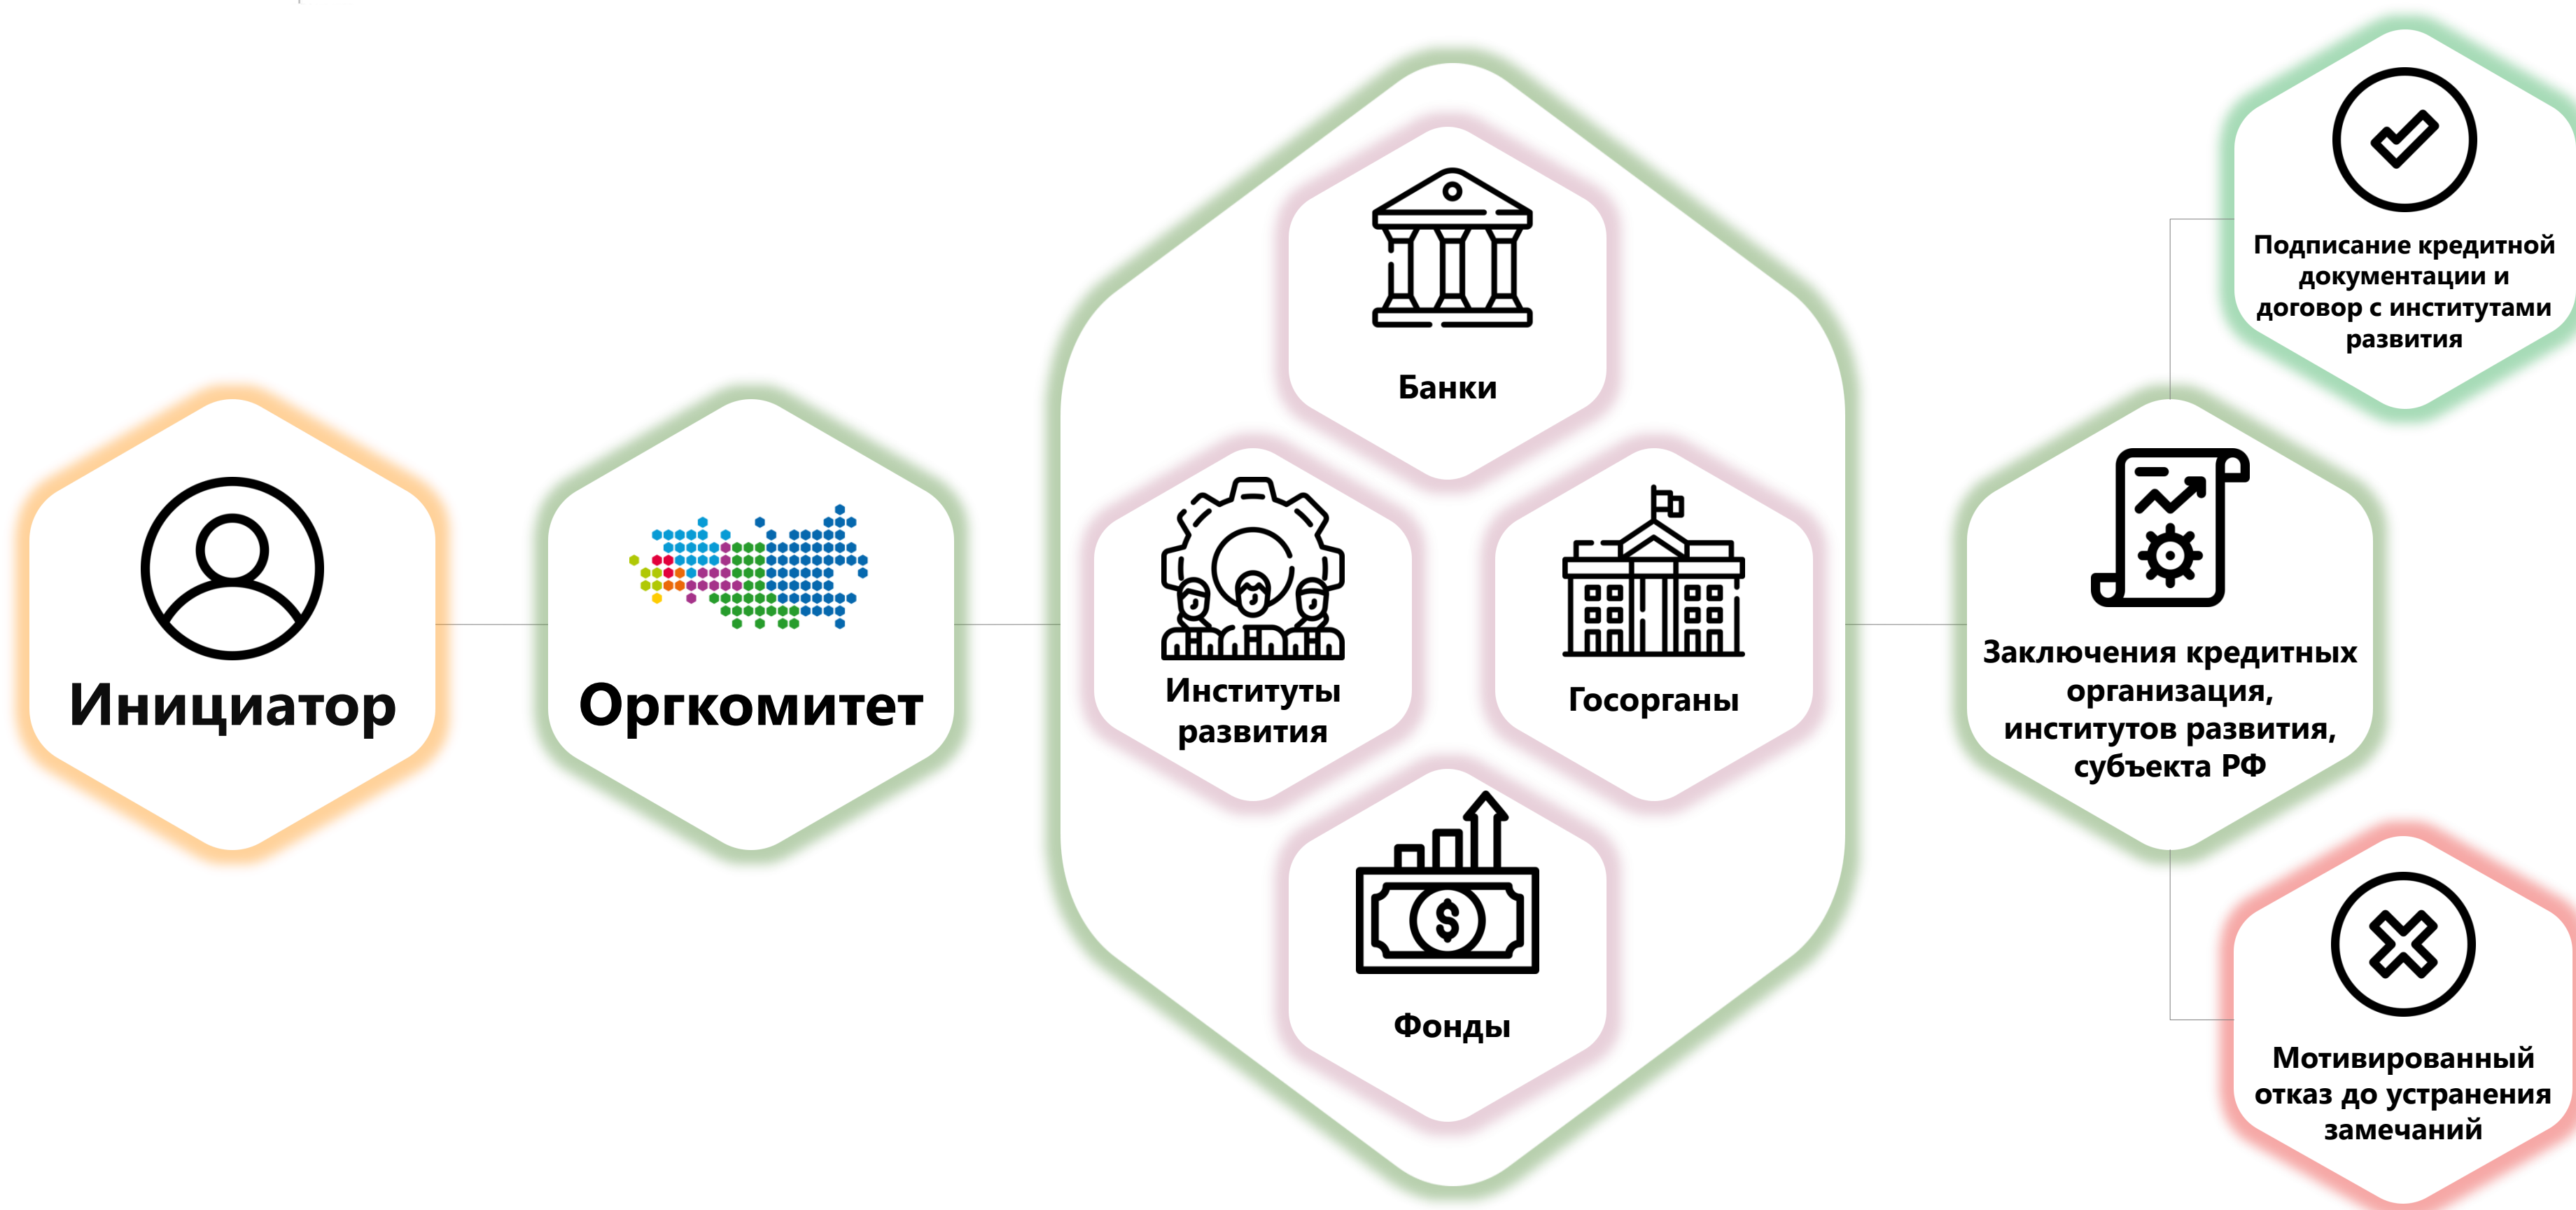 Инициатор
Оргкомитет
Банки
Институты
развития
Госорганы
Фонды
Заключения кредитных
организация,
институтов развития,
субъекта РФ
Подписание кредитной
документации и
договор с институтами
развития
Мотивированный
отказ до устранения
замечаний